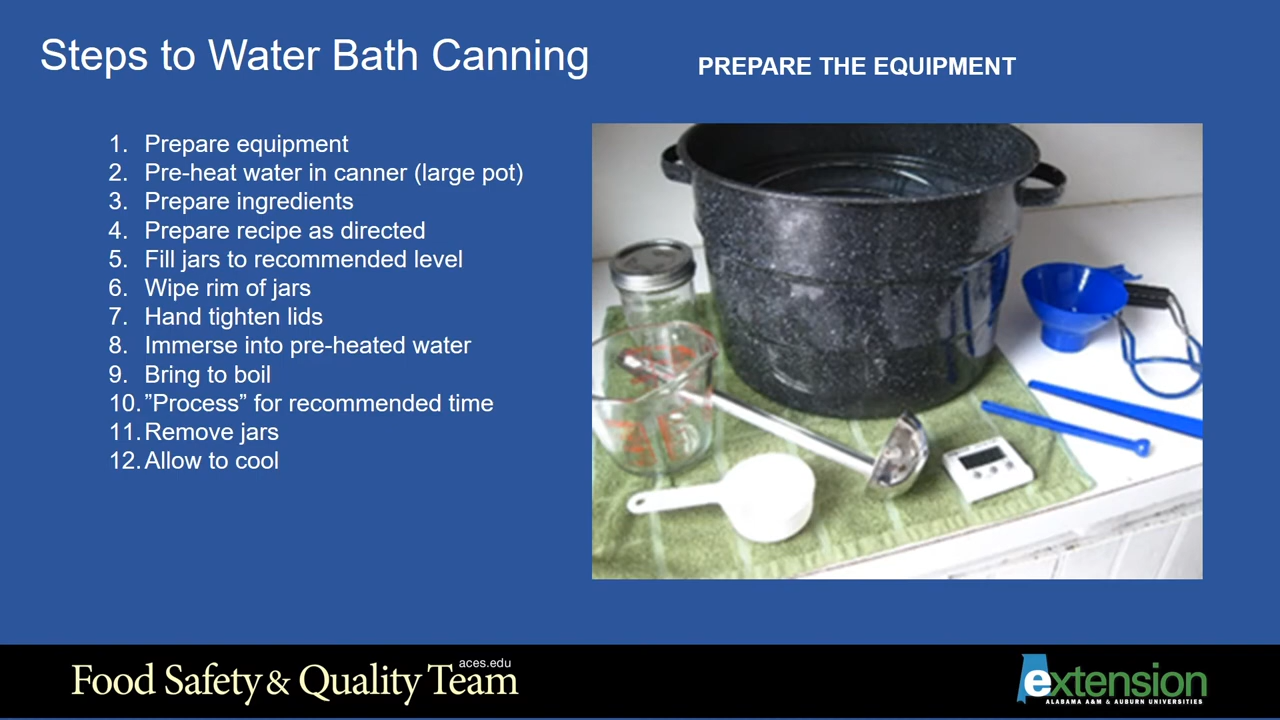 Steps to Water Bath Canning
PREPARE THE EQUIPMENT
1. Prepare equipment
2. Pre-heat water in canner (large pot)
3. Prepare ingredients
4. Prepare recipe as directed
5. Fill jars to recommended level
6. Wipe rim of jars
7. Hand tighten lids
8. Immerse into pre-heated water
9. Bring to boil
10. ”Process” for recommended time
11. Remove jars
12. Allow to cool
aces.edu
Food Safety & Quality Team
extension
ALABAMA A&M & AUBURN UNIVERSITIES